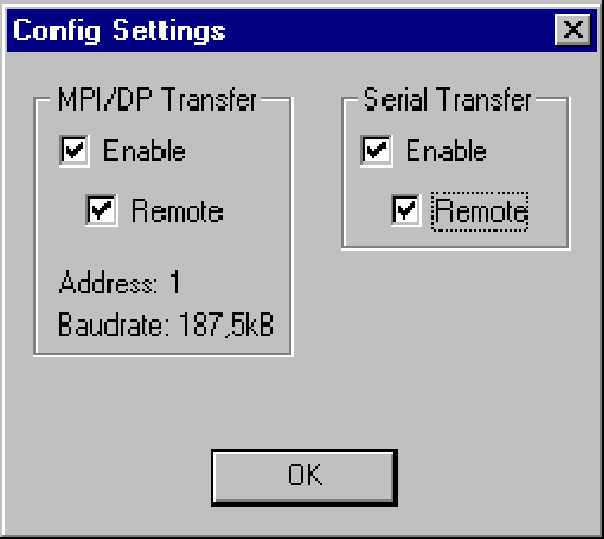 Config Settings
MPI/DP Transfer
Enable
Remote
Address: 1
Baudrate: 187,5kB
Serial Transfer
Enable
Remote
OK